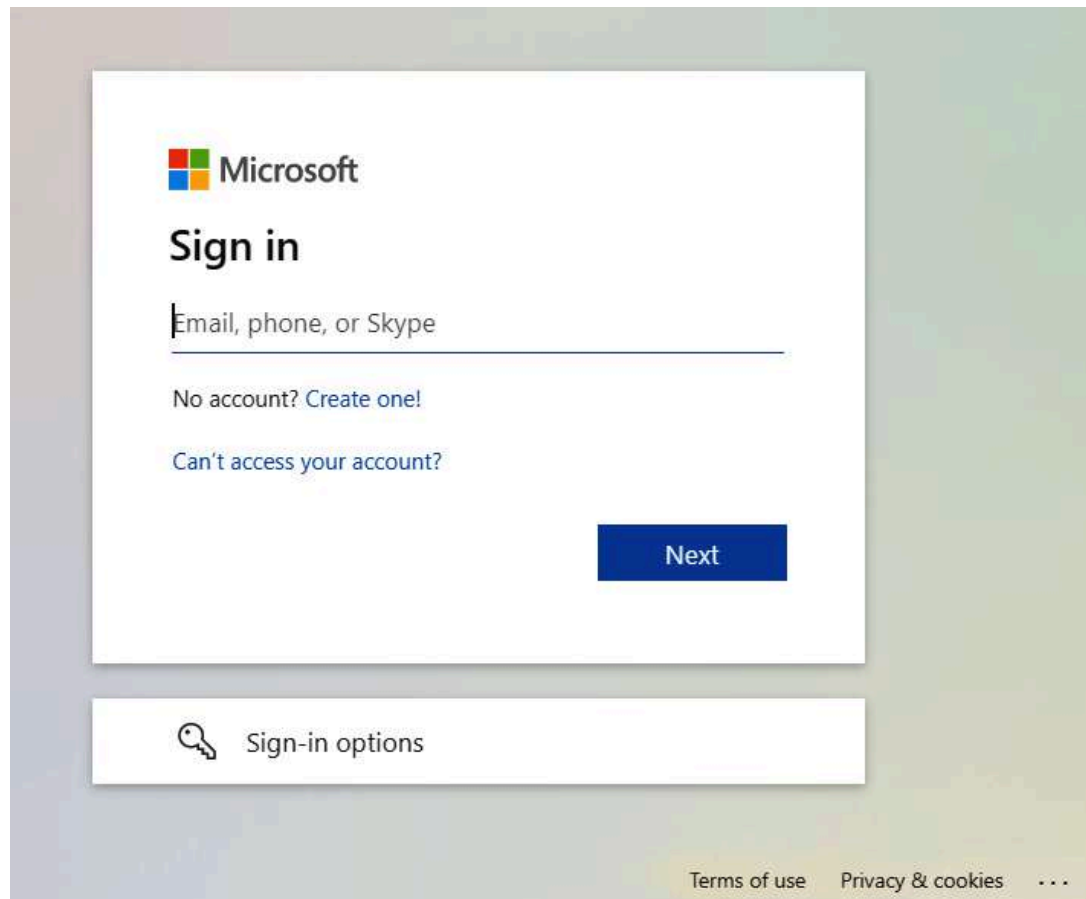 Microsoft
Sign in
Email, phone, or Skype
No account? Create one!
Can't access your account?
Next
Sign-in options
Terms of use Privacy & cookies ...